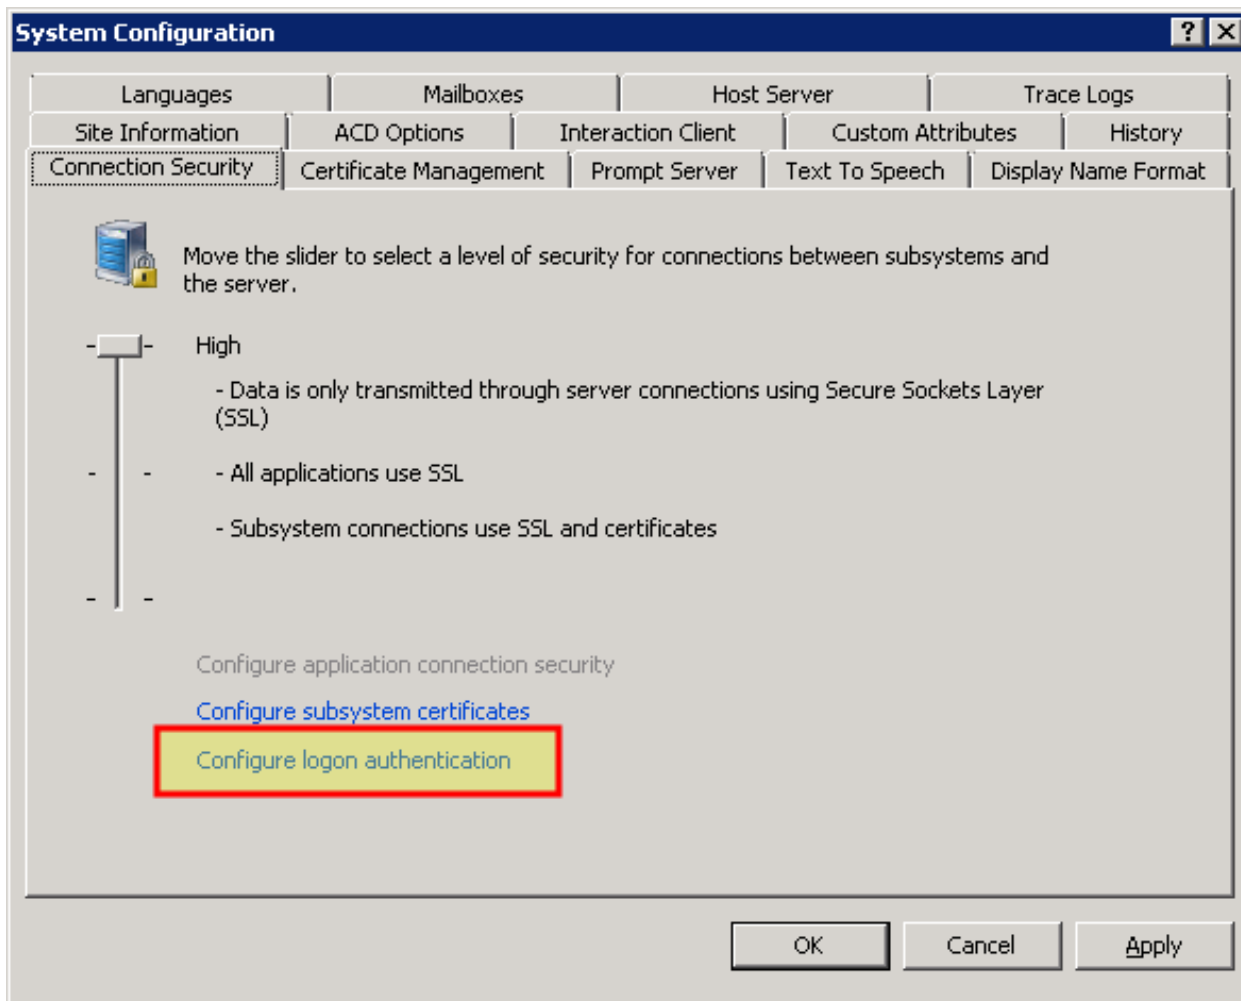 System Configuration
Languages Mailboxes Host Server Trace Logs
Site Information ACD Options Interaction Client Custom Attributes History
Connection Security Certificate Management Prompt Server Text To Speech Display Name Format
Move the slider to select a level of security for connections between subsystems and
the server.
High
- Data is only transmitted through server connections using Secure Sockets Layer
(SSL)
- All applications use SSL
- Subsystem connections use SSL and certificates
Configure application connection security
Configure subsystem certificates
Configure logon authentication
OK Cancel Apply